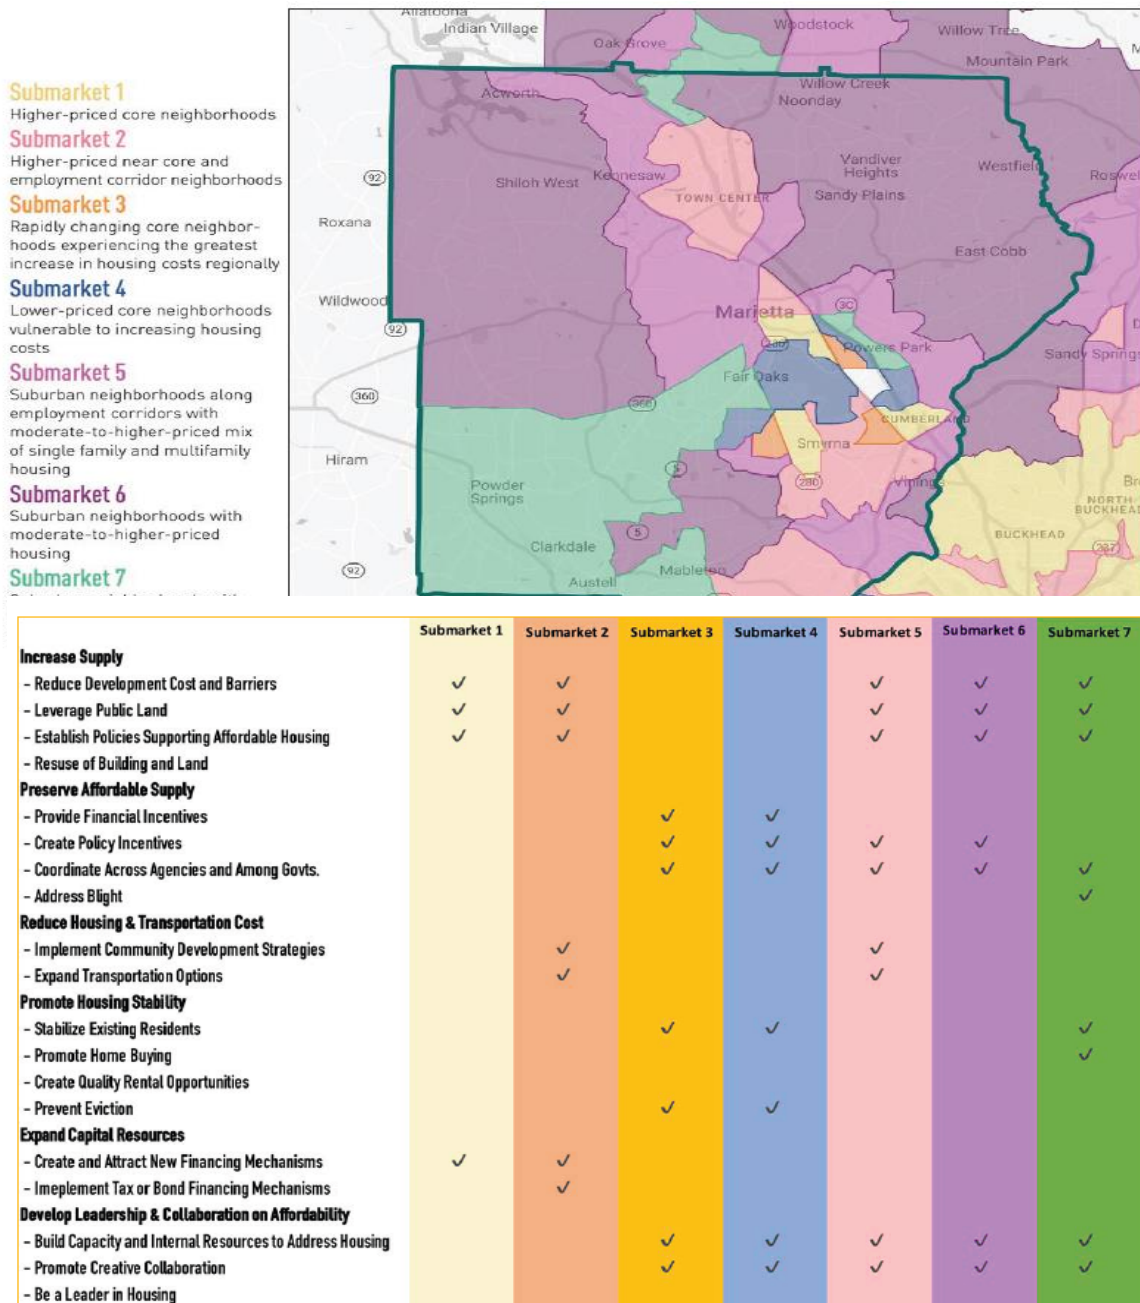 Submarket 1
Higher-priced core neighborhoods
Submarket 2
Higher-priced near core and
employment corridor neighborhoods
Submarket 3
Rapidly changing core neighbor-
hoods experiencing the greatest
increase in housing costs regionally
Submarket 4
Lower-priced core neighborhoods
vulnerable to increasing housing
costs
Submarket 5
Suburban neighborhoods along
employment corridors with
moderate-to-higher-priced mix
of single family and multifamily
housing
Submarket 6
Suburban neighborhoods with
moderate-to-higher-priced
housing
Submarket 7
Allatoona
Indian Village
Oak Grove
Woodstock
Willow Tree
Mountain Park
Acworth
Willow Creek
Noonday
92
Shiloh West
Kennesaw
TOWN CENTER
Vandiver
Heights
Sandy Plains
Westfield
Roswell
Roxana
East Cobb
Wildwood
92
Marietta
3C
280
Powers Park
Sandy Springs
Fair Oaks
360
360
CUMBERLAND
Smyrna
Hiram
5
280
Vinings
Powder
Springs
NORTH
BUCKHEAD
BUCKHEAD
237
5
Clarkdale
92
Austell
Mableton
Submarket 1 Submarket 2 Submarket 3 Submarket 4 Submarket 5 Submarket 6 Submarket 7
Increase Supply
- Reduce Development Cost and Barriers ✓ ✓ ✓ ✓ ✓
- Leverage Public Land ✓ ✓ ✓ ✓ ✓
- Establish Policies Supporting Affordable Housing ✓ ✓ ✓ ✓ ✓
- Resuse of Building and Land
Preserve Affordable Supply
- Provide Financial Incentives ✓ ✓
- Create Policy Incentives ✓ ✓ ✓ ✓
- Coordinate Across Agencies and Among Govts. ✓ ✓ ✓ ✓ ✓
- Address Blight ✓
Reduce Housing & Transportation Cost
- Implement Community Development Strategies ✓ ✓
- Expand Transportation Options ✓ ✓
Promote Housing Stability
- Stabilize Existing Residents ✓ ✓ ✓
- Promote Home Buying ✓
- Create Quality Rental Opportunities
- Prevent Eviction ✓ ✓
Expand Capital Resources
- Create and Attract New Financing Mechanisms ✓ ✓
- Imeplement Tax or Bond Financing Mechanisms ✓
Develop Leadership & Collaboration on Affordability
- Build Capacity and Internal Resources to Address Housing ✓ ✓ ✓ ✓ ✓
- Promote Creative Collaboration ✓ ✓ ✓ ✓ ✓
- Be a Leader in Housing